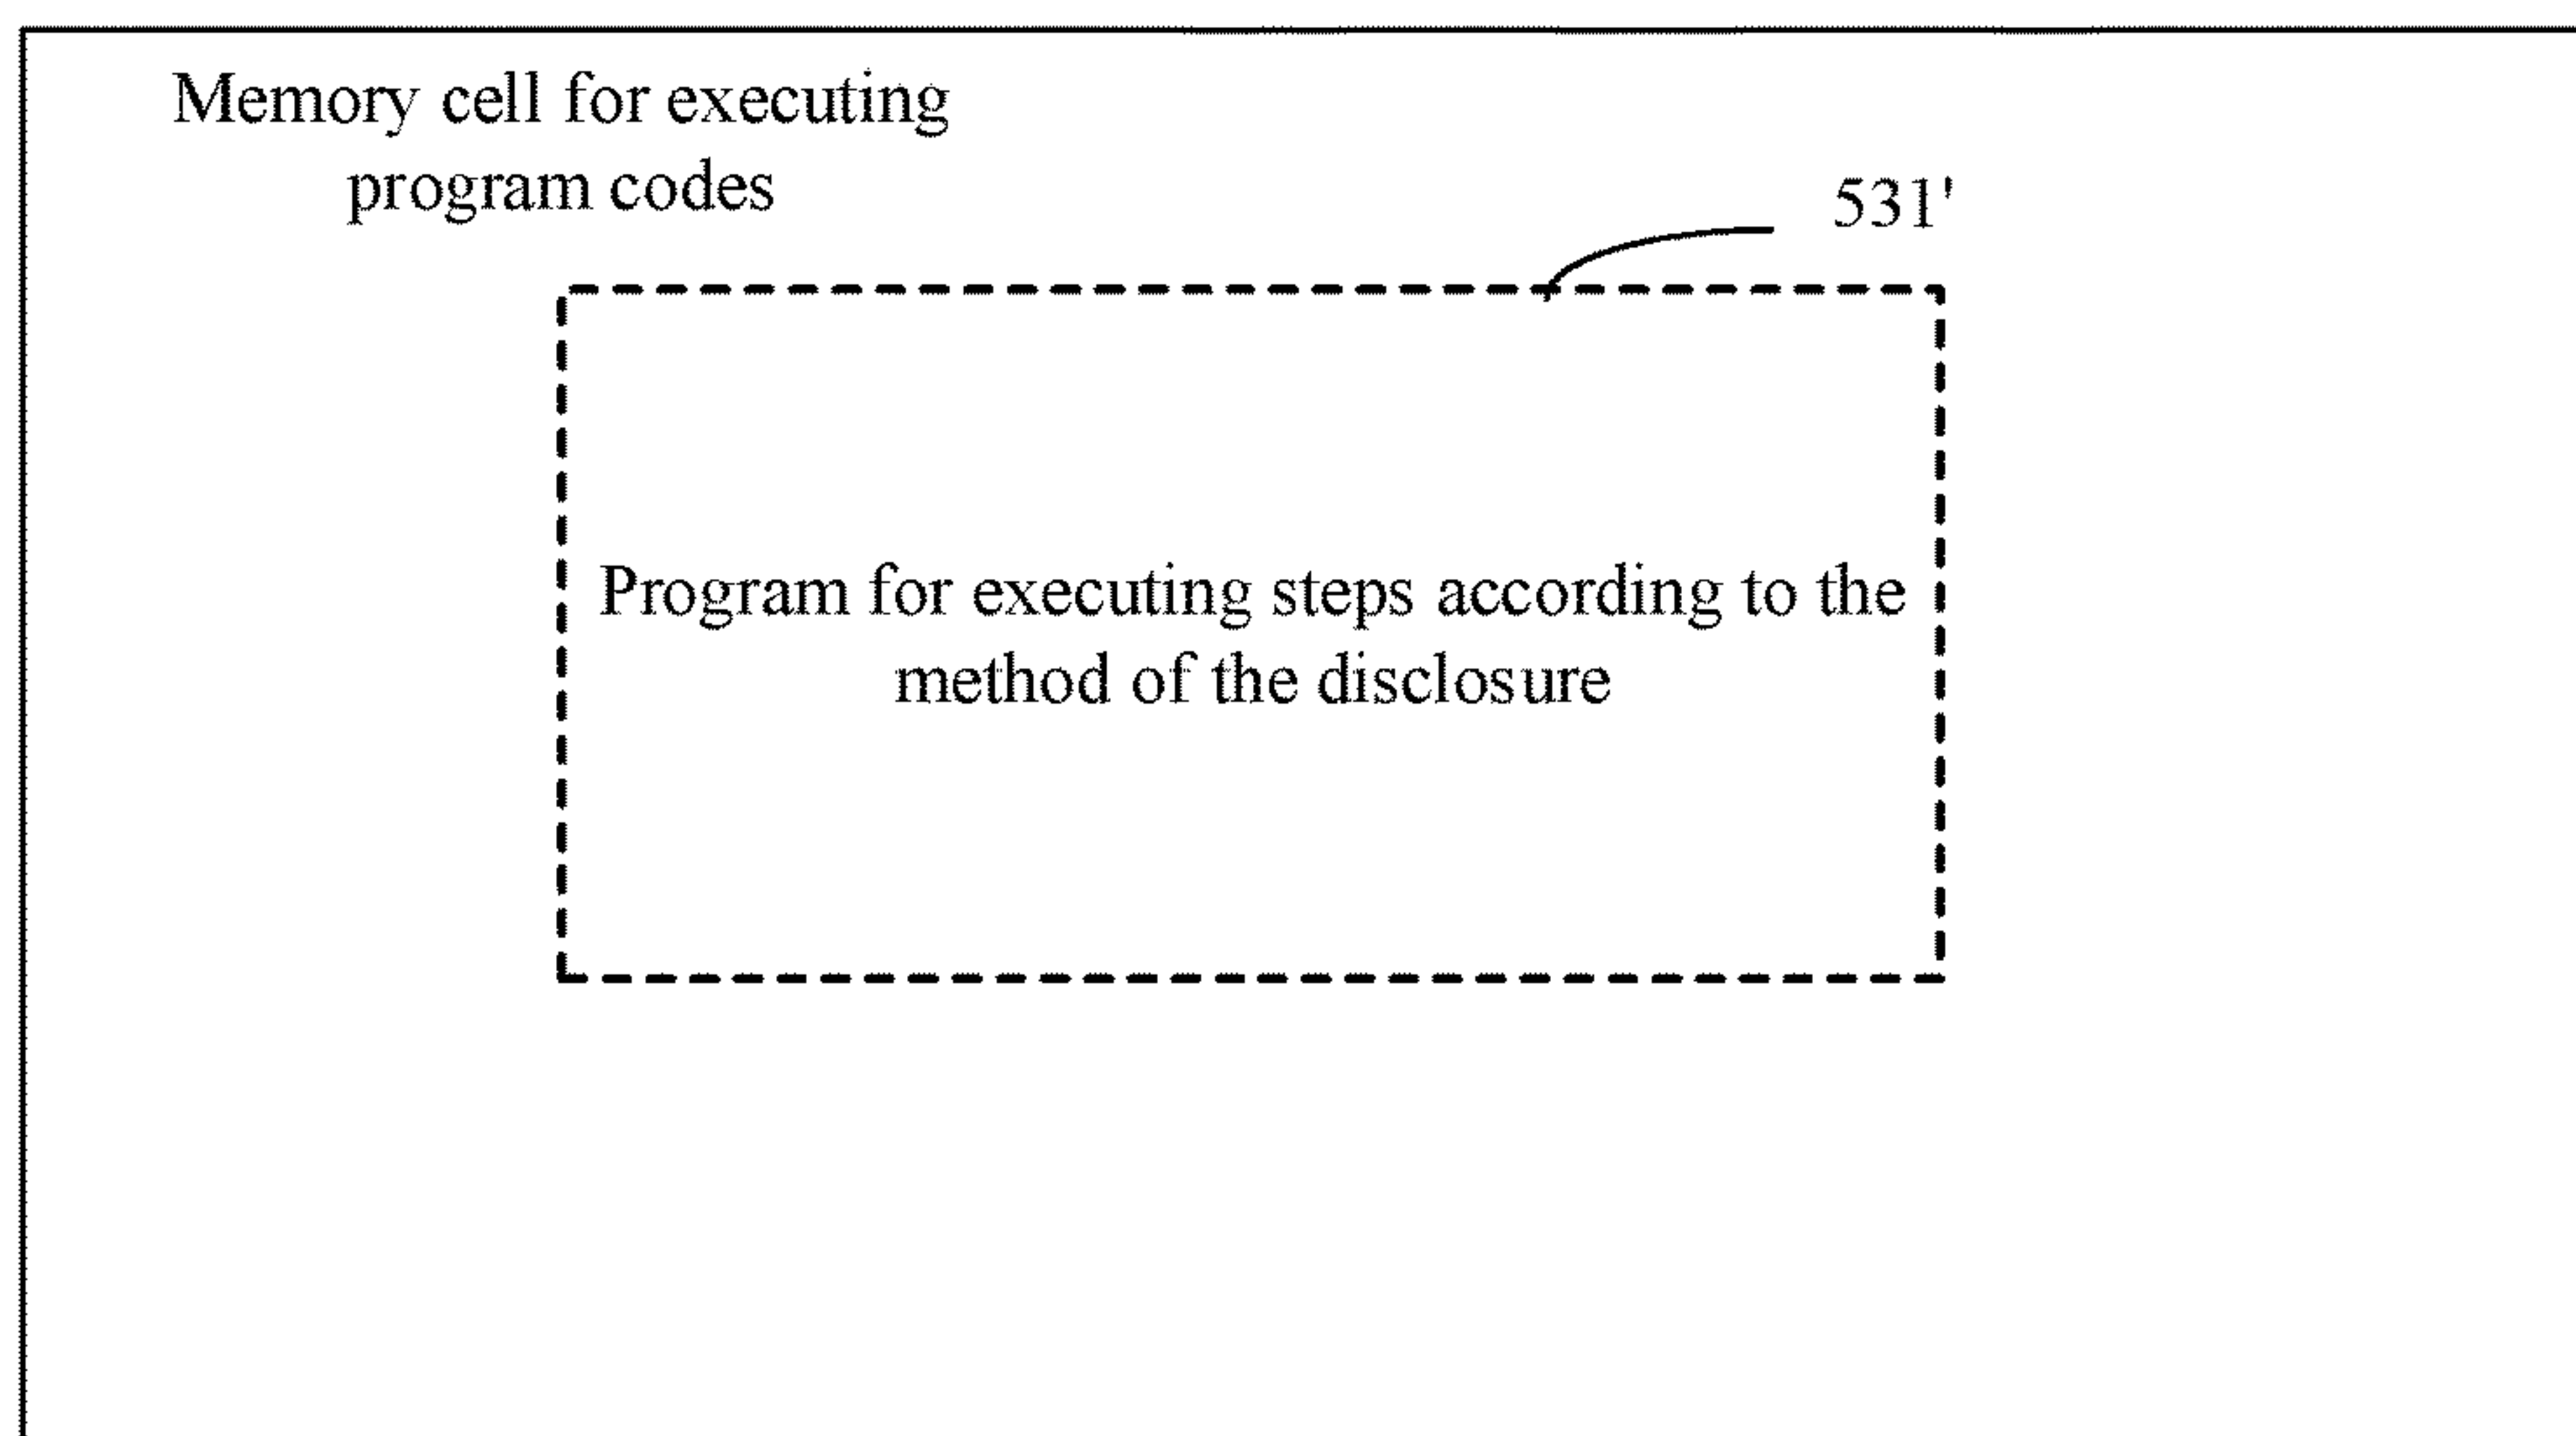 Memory cell for executing
program codes
531'
Program for executing steps according to the
method of the disclosure